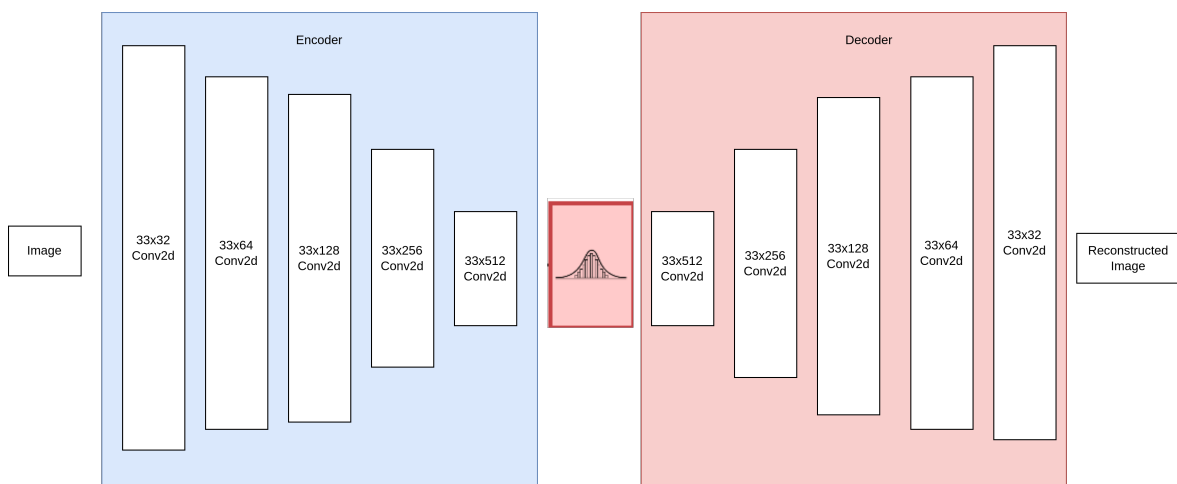 Encoder
Decoder
Image
33x32
Conv2d
33x64
Conv2d
33x128
Conv2d
33x256
Conv2d
33x512
Conv2d
33x512
Conv2d
33x256
Conv2d
33x128
Conv2d
33x64
Conv2d
33x32
Conv2d
Reconstructed
Image